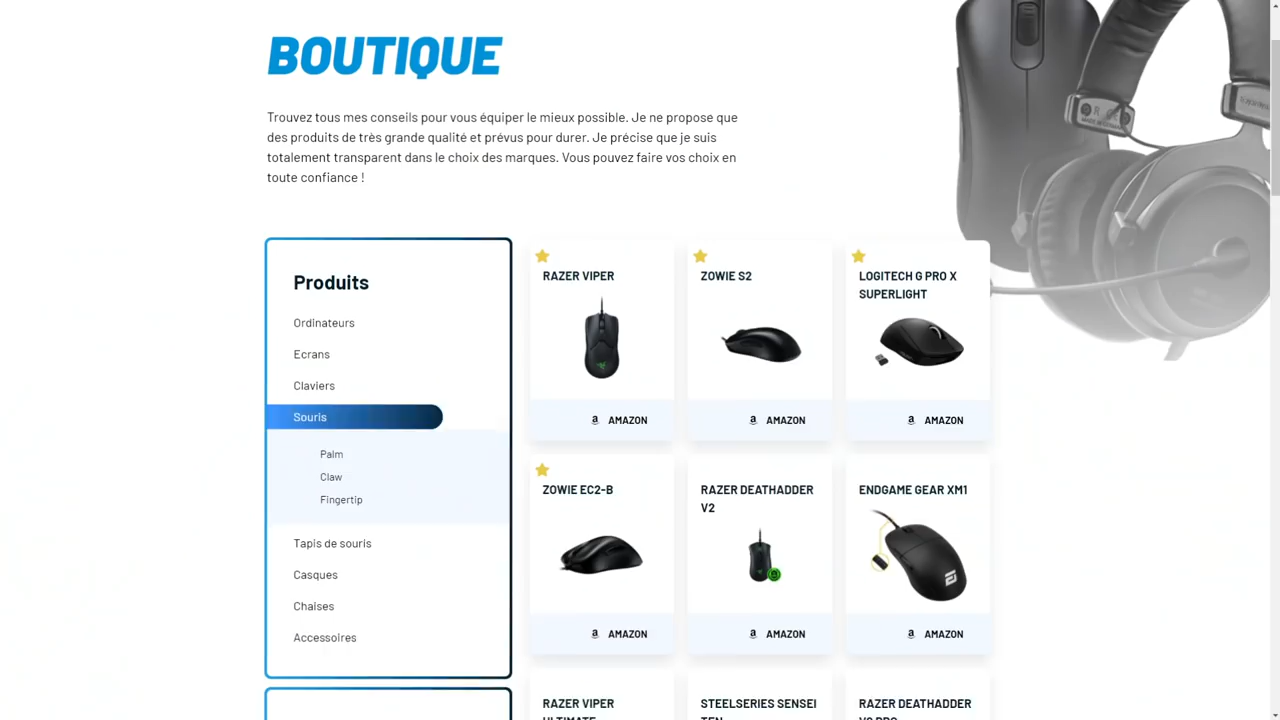 BOUTIQUE
Trouvez tous mes conseils pour vous équiper le mieux possible. Je ne propose que
des produits de très grande qualité et prévus pour durer. Je précise que je suis
totalement transparent dans le choix des marques. Vous pouvez faire vos choix en
toute confiance !
Produits
Ordinateurs
Ecrans
Claviers
Souris
Palm
Claw
Fingertip
Tapis de souris
Casques
Chaises
Accessoires
RAZER VIPER
AMAZON
ZOWIE S2
AMAZON
LOGITECH G PRO X
SUPERLIGHT
AMAZON
ZOWIE EC2-B
AMAZON
RAZER DEATHADDER
V2
AMAZON
ENDGAME GEAR XM1
AMAZON
RAZER VIPER
ULTIMATE
STEELSERIES SENSEI
TEN
RAZER DEATHADDER
V2 PRO